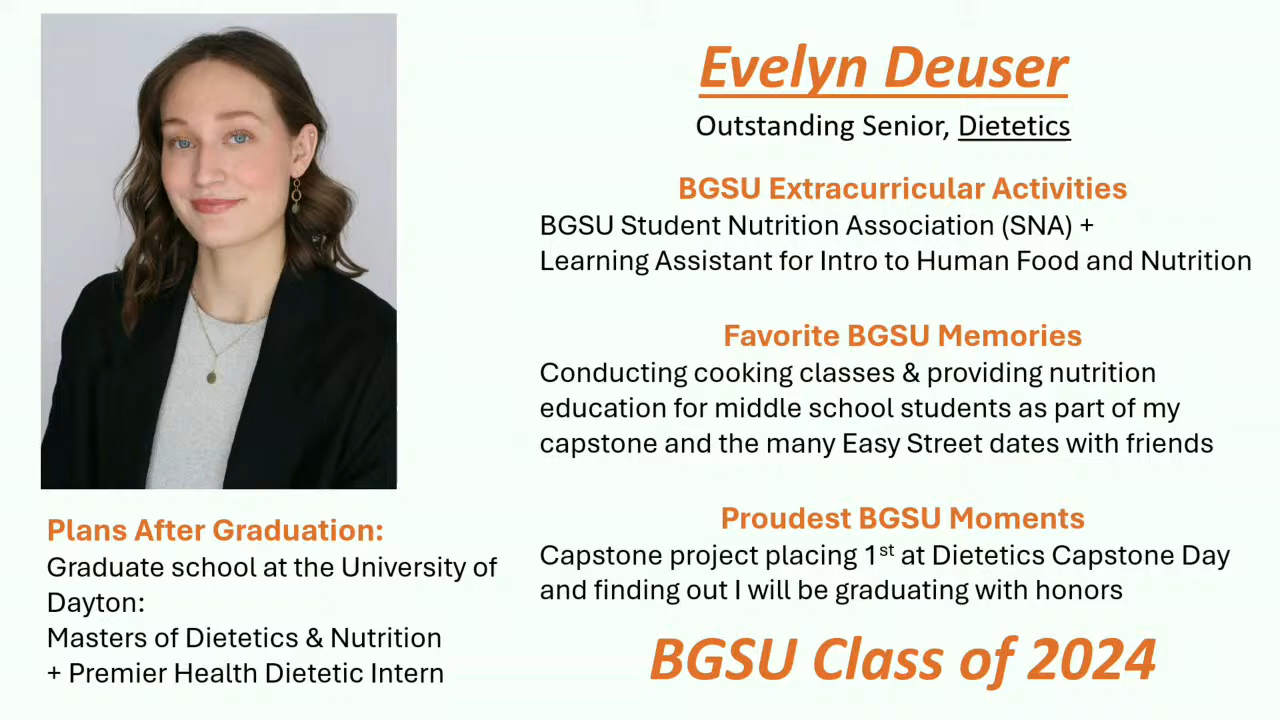 Evelyn Deuser
Outstanding Senior, Dietetics
BGSU Extracurricular Activities
BGSU Student Nutrition Association (SNA) +
Learning Assistant for Intro to Human Food and Nutrition
Favorite BGSU Memories
Conducting cooking classes & providing nutrition
education for middle school students as part of my
capstone and the many Easy Street dates with friends
Proudest BGSU Moments
Capstone project placing 1st at Dietetics Capstone Day
and finding out I will be graduating with honors
Plans After Graduation:
Graduate school at the University of
Dayton:
Masters of Dietetics & Nutrition
+ Premier Health Dietetic Intern
BGSU Class of 2024